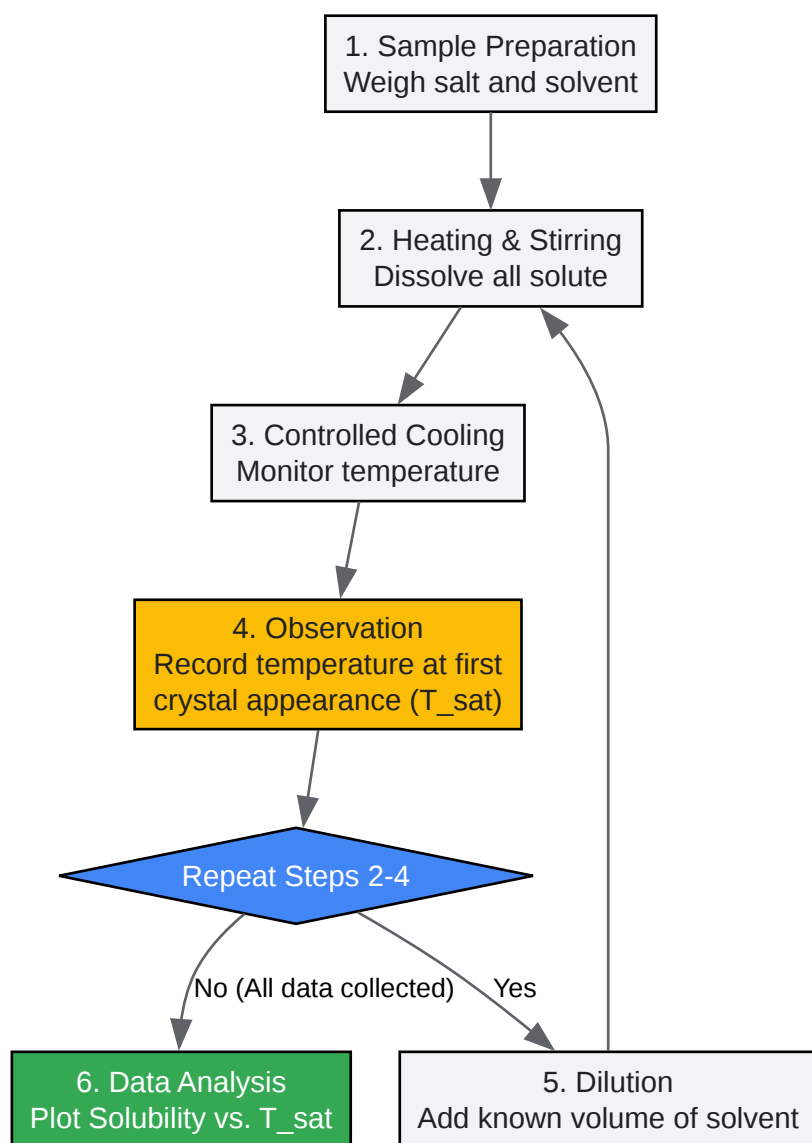 1. Sample Preparation
Weigh salt and solvent
2. Heating & Stirring
Dissolve all solute
3. Controlled Cooling
Monitor temperature
4. Observation
Record temperature at first
crystal appearance (T_sat)
Repeat Steps 2-4
No (All data collected)
Yes
6. Data Analysis
Plot Solubility vs. T_sat
5. Dilution
Add known volume of solvent